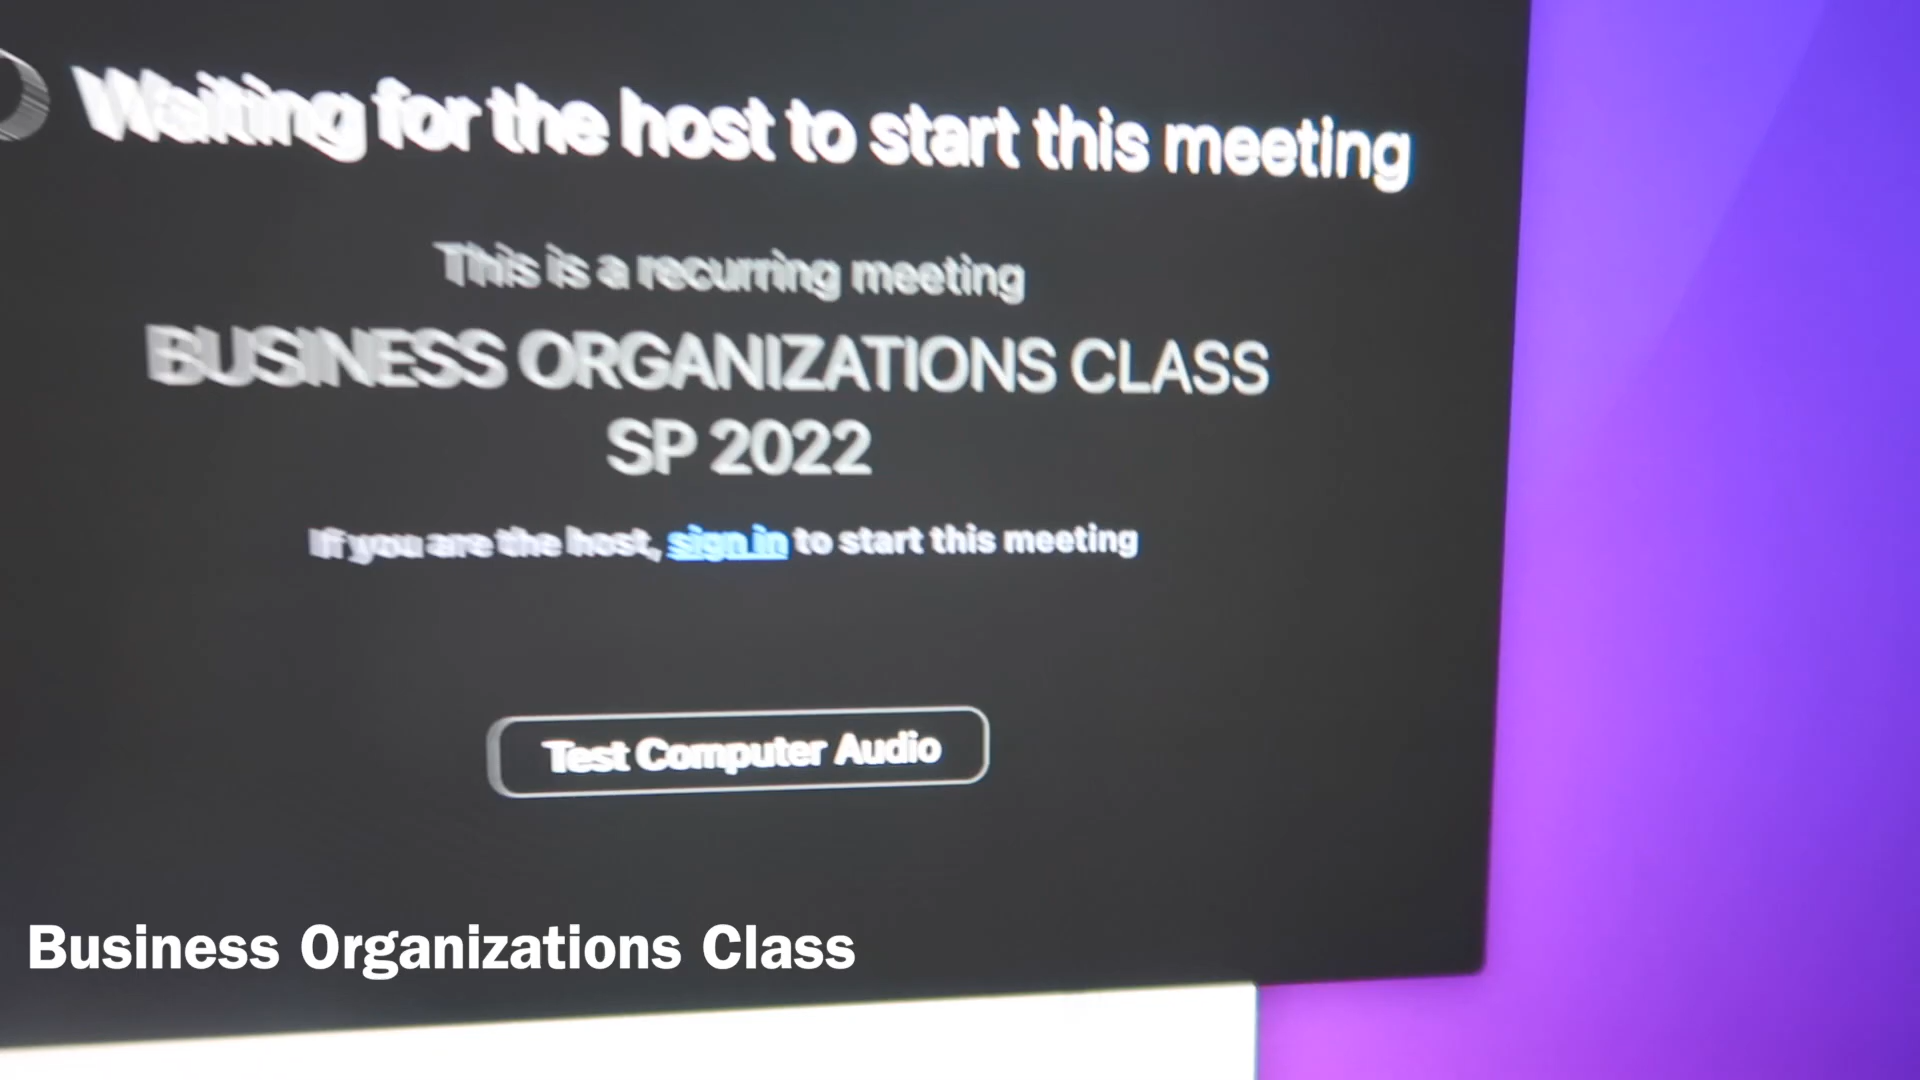 Waiting for the host to start this meeting
This is a recurring meeting
BUSINESS ORGANIZATIONS CLASS
SP 2022
If you are the host, sign in to start this meeting
Test Computer Audio
Business Organizations Class